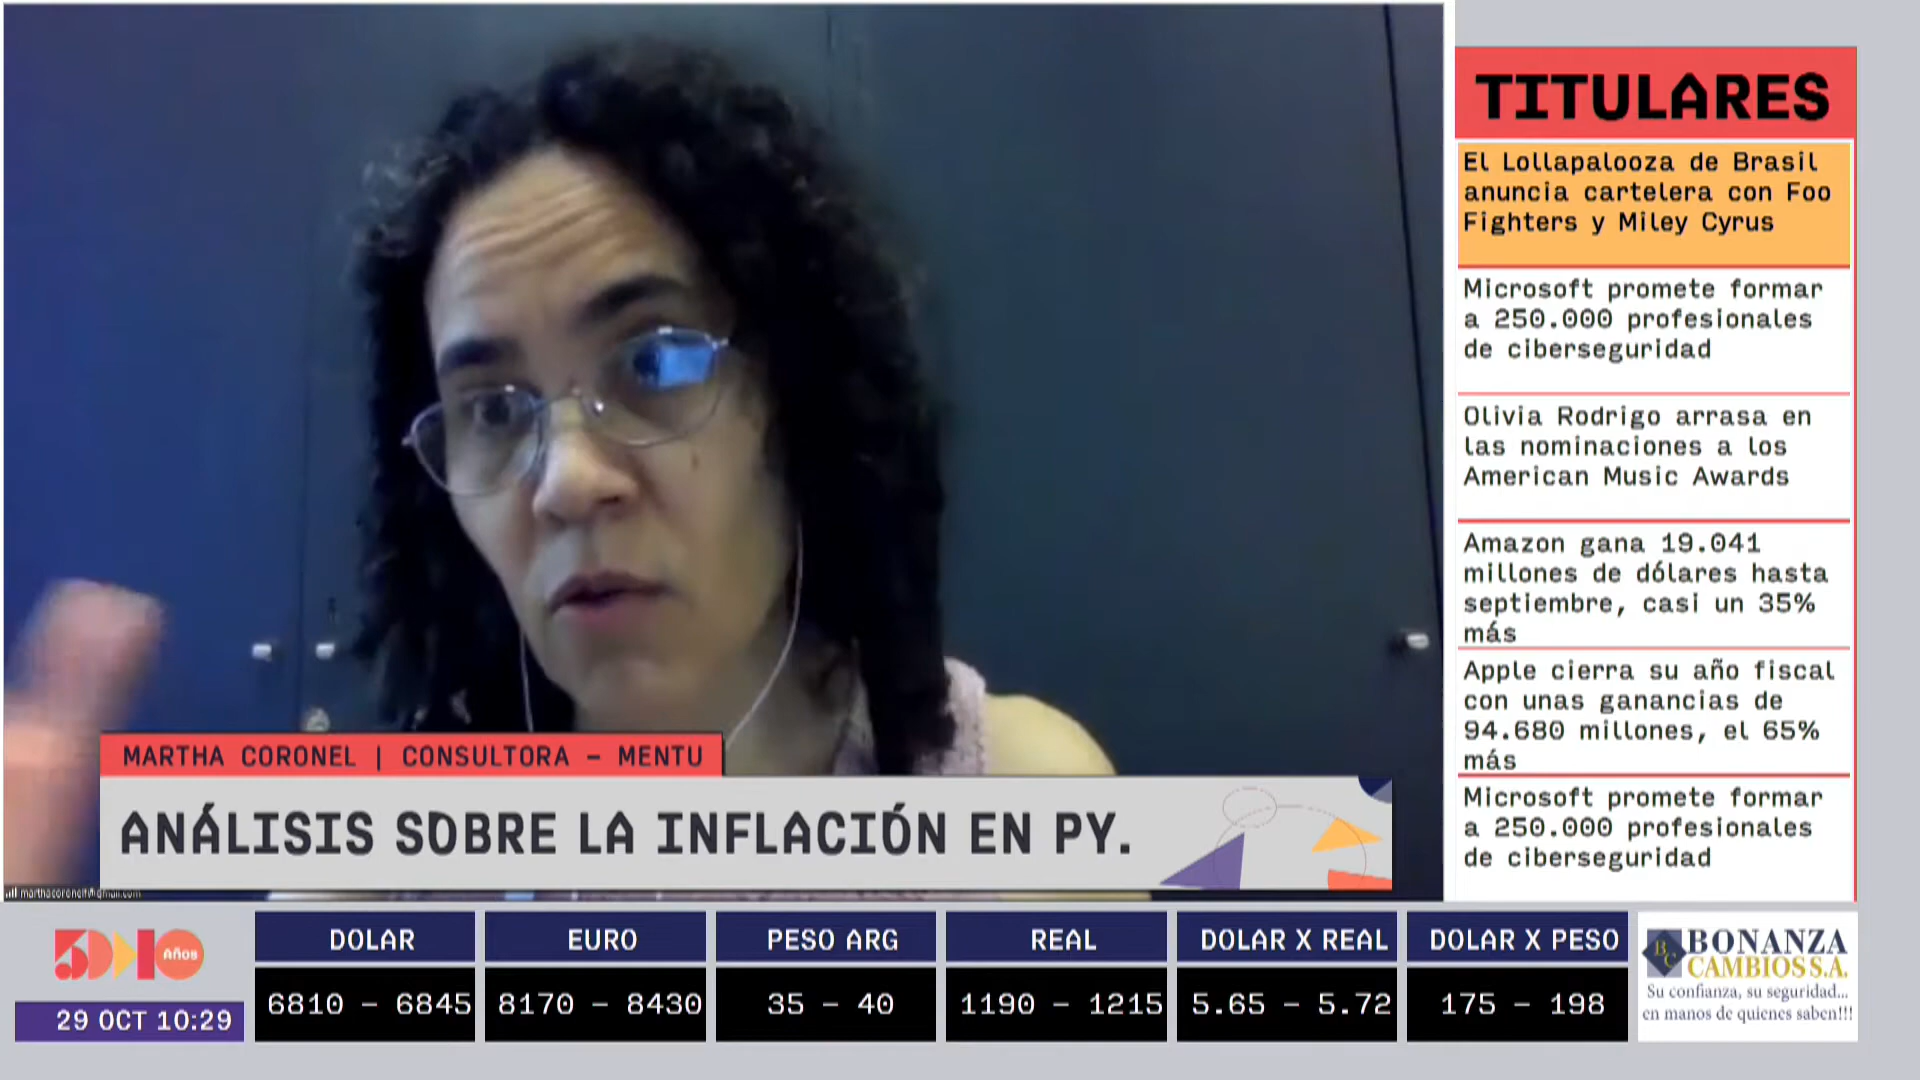 TITULARES
El Lollapalooza de Brasil
anuncia cartelera con Foo
Fighters y Miley Cyrus
Microsoft promete formar
a 250.000 profesionales
de ciberseguridad
Olivia Rodrigo arrasa en
las nominaciones a los
American Music Awards
Amazon gana 19.041
millones de dólares hasta
septiembre, casi un 35%
más
Apple cierra su año fiscal
con unas ganancias de
94.680 millones, el 65%
más
Microsoft promete formar
a 250.000 profesionales
de ciberseguridad
MARTHA CORONEL | CONSULTORA – MENTU
ANÁLISIS SOBRE LA INFLACIÓN EN PY.
5D10 Años
29 OCT 10:29
DOLAR
6810 – 6845
EURO
8170 – 8430
PESO ARG
35 – 40
REAL
1190 – 1215
DOLAR X REAL
5.65 – 5.72
DOLAR X PESO
175 – 198
BC BONANZA
CAMBIOS S.A.
Su confianza, su seguridad...
en manos de quienes saben!!!